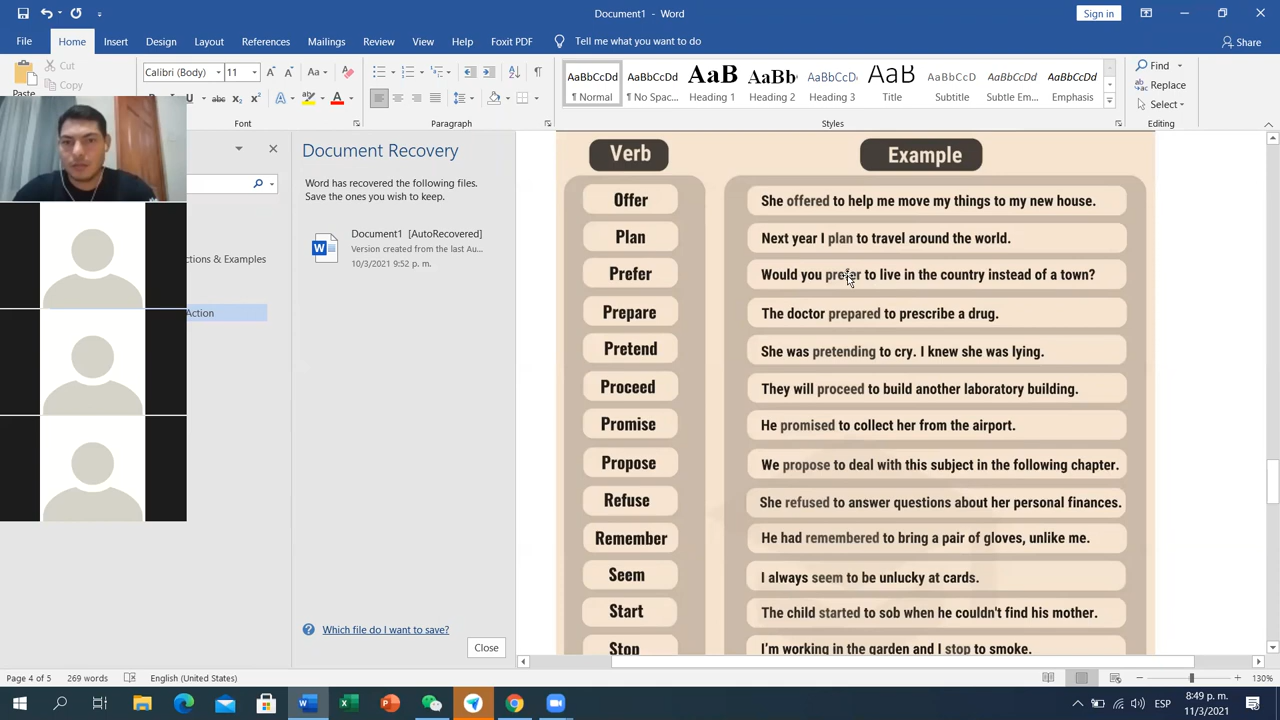 Document1 - Word
Sign in
File Home Insert Design Layout References Mailings Review View Help Foxit PDF Tell me what you want to do
Share
Cut
Copy
Paste
Calibri (Body) 11
Font
Paragraph
AaBbCcDd AaBbCcDd AaB AaBb AaBbCcDd AaB AaBbCcDd AaBbCcDd AaBbCcDd
¶ Normal ¶ No Spac... Heading 1 Heading 2 Heading 3 Title Subtitle Subtle Em... Emphasis
Styles
Find
Replace
Select
Editing
ctions & Examples
Action
Document Recovery
Word has recovered the following files.
Save the ones you wish to keep.
Document1 [AutoRecovered]
Version created from the last Au...
10/3/2021 9:52 p. m.
Which file do I want to save?
Close
Verb Example
Offer She offered to help me move my things to my new house.
Plan Next year I plan to travel around the world.
Prefer Would you prefer to live in the country instead of a town?
Prepare The doctor prepared to prescribe a drug.
Pretend She was pretending to cry. I knew she was lying.
Proceed They will proceed to build another laboratory building.
Promise He promised to collect her from the airport.
Propose We propose to deal with this subject in the following chapter.
Refuse She refused to answer questions about her personal finances.
Remember He had remembered to bring a pair of gloves, unlike me.
Seem I always seem to be unlucky at cards.
Start The child started to sob when he couldn't find his mother.
Stop I'm working in the garden and I stop to smoke.
Page 4 of 5 269 words English (United States)
130%
ESP
8:49 p. m.
11/3/2021